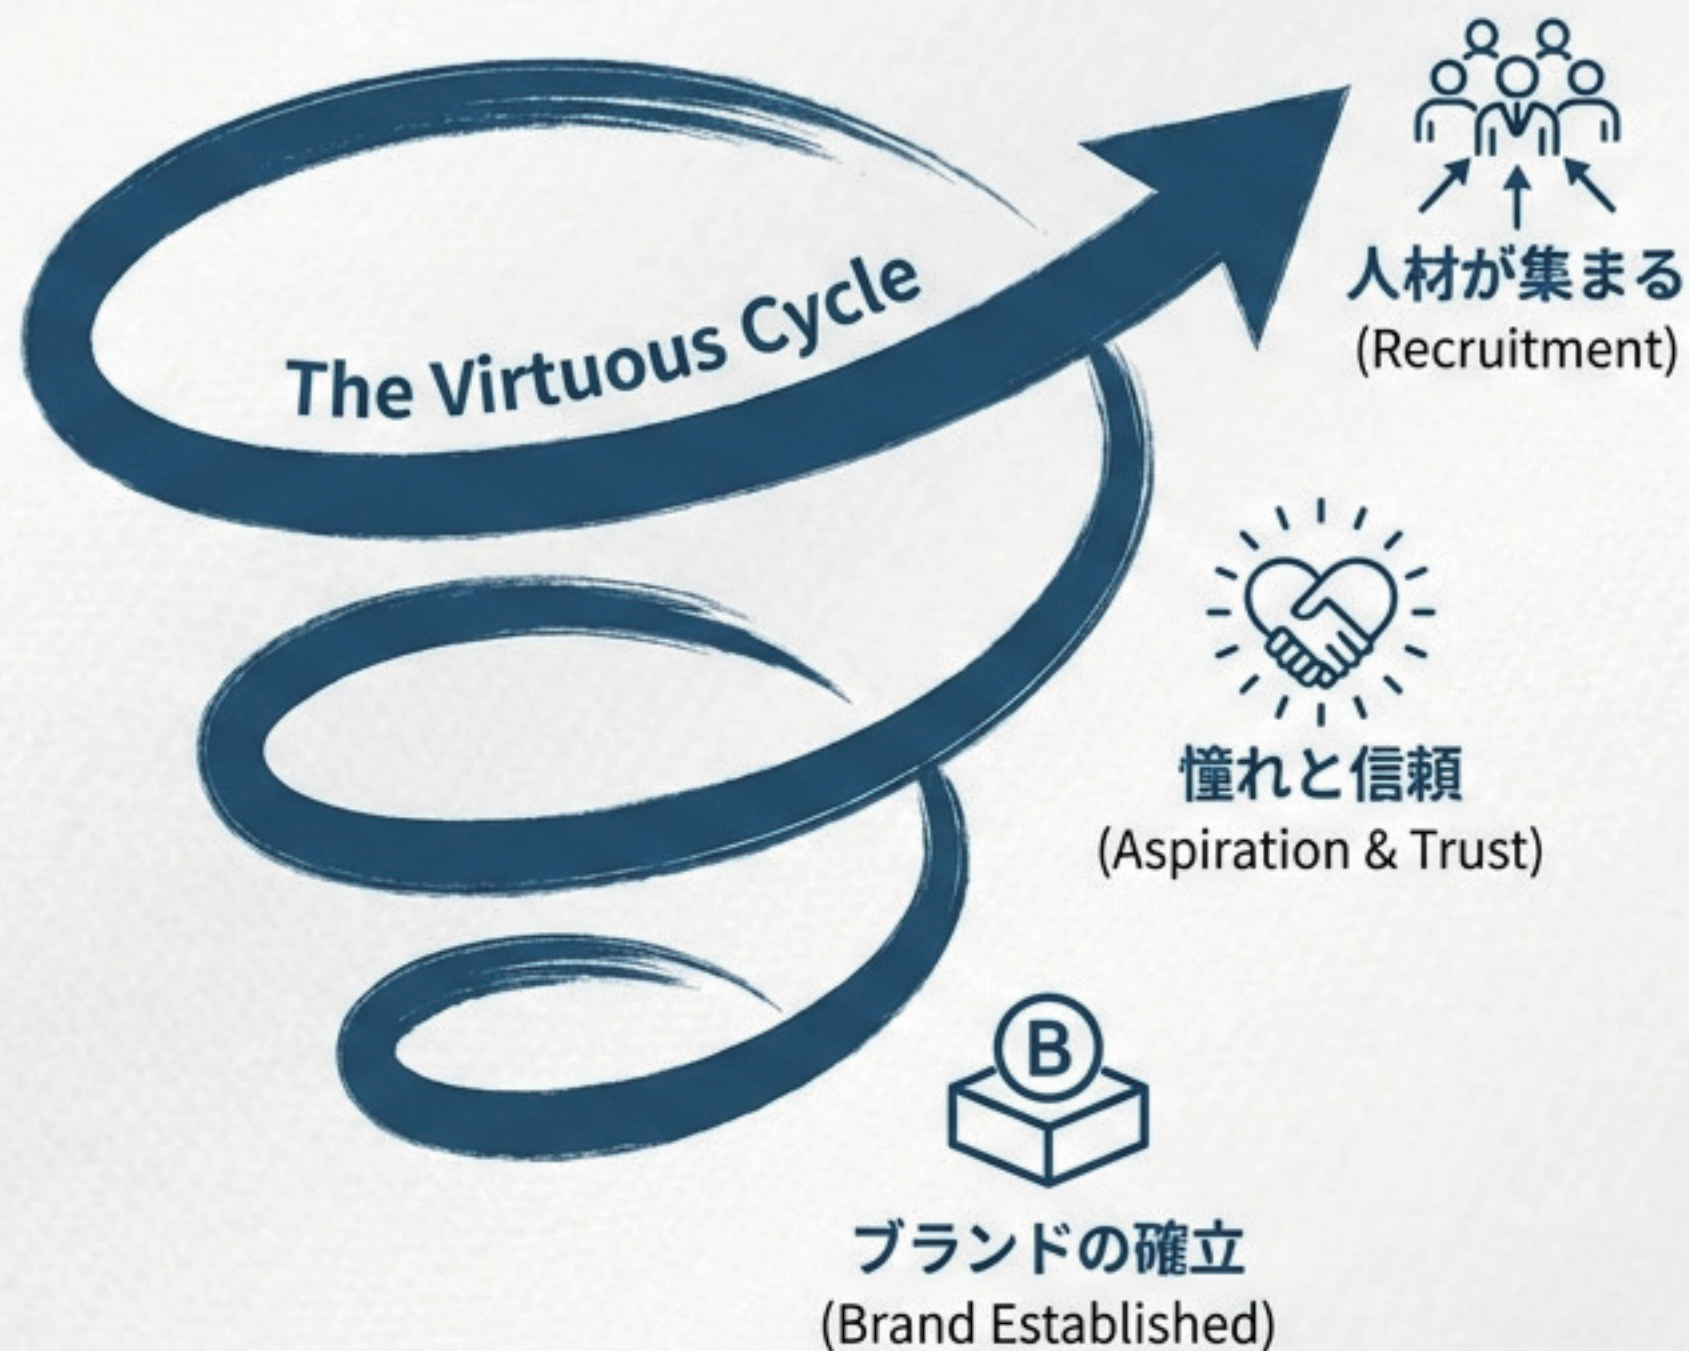 The Virtuous Cycle
人材が集まる
(Recruitment)
憧れと信頼
(Aspiration & Trust)
B
ブランドの確立
(Brand Established)